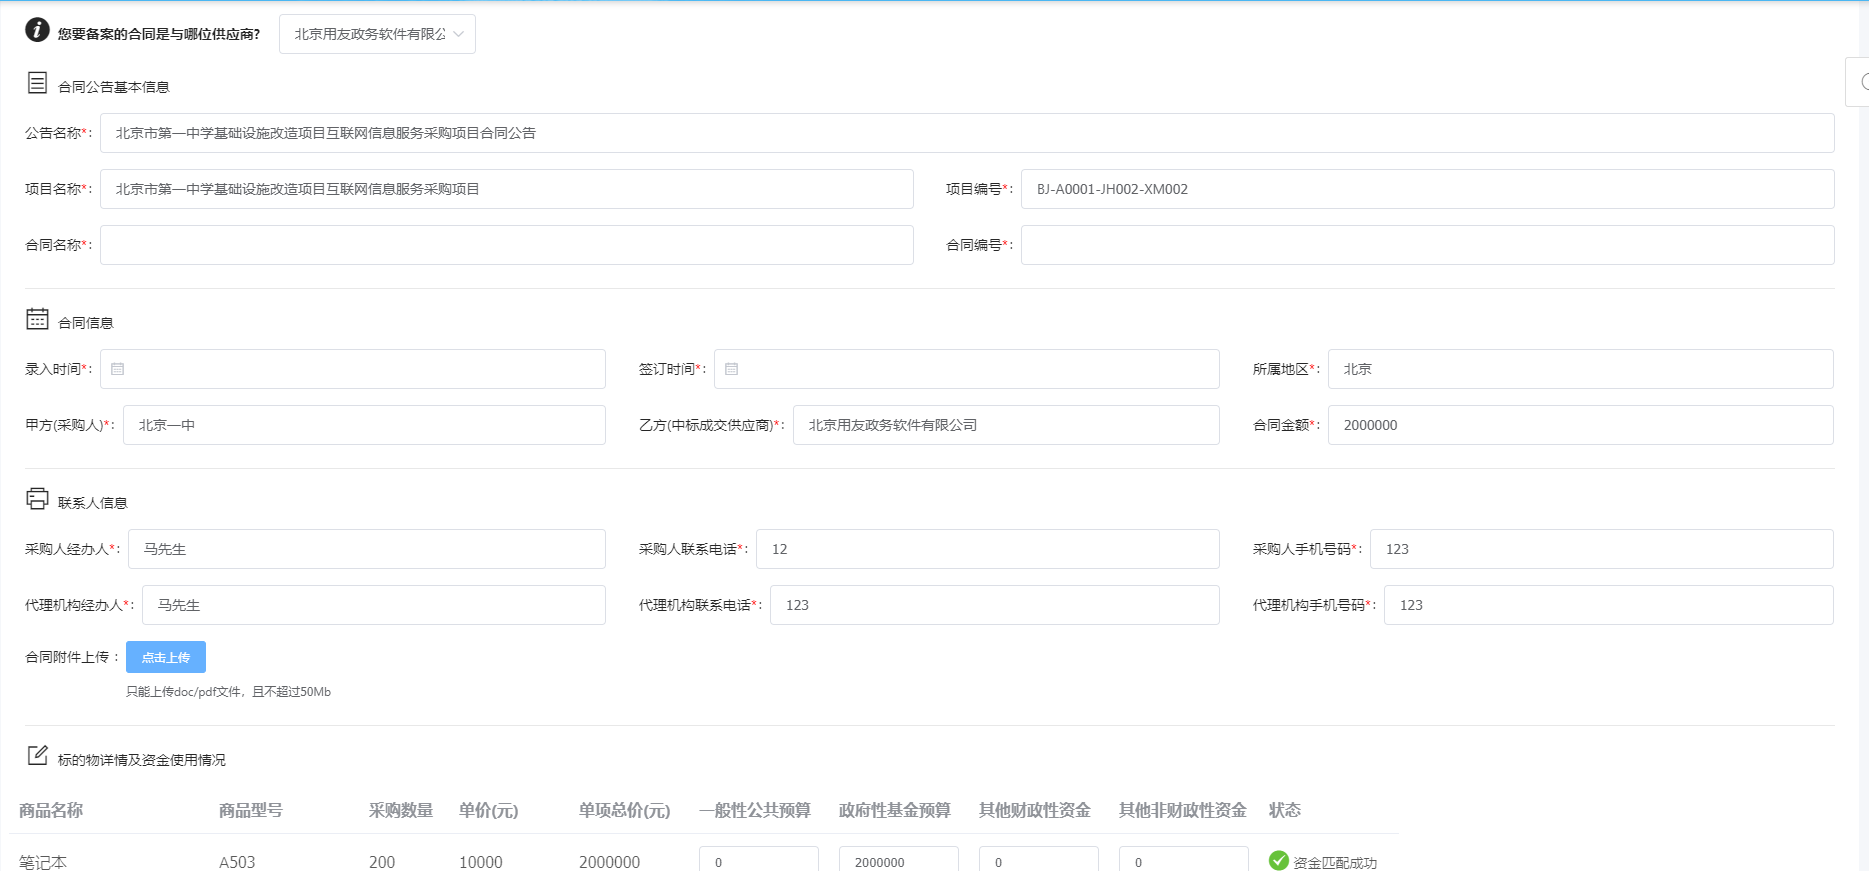 您要备案的合同是与哪位供应商? 北京用友政务软件有限公
合同公告基本信息
公告名称*: 北京市第一中学基础设施改造项目互联网信息服务采购项目合同公告
项目名称*: 北京市第一中学基础设施改造项目互联网信息服务采购项目 项目编号*: BJ-A0001-JH002-XM002
合同名称*: 合同编号*:
合同信息
录入时间*: 签订时间*: 所属地区*: 北京
甲方(采购人)*: 北京一中 乙方(中标成交供应商)*: 北京用友政务软件有限公司 合同金额*: 2000000
联系人信息
采购人经办人*: 马先生 采购人联系电话*: 12 采购人手机号码*: 123
代理机构经办人*: 马先生 代理机构联系电话*: 123 代理机构手机号码*: 123
合同附件上传: 点击上传
只能上传doc/pdf文件，且不超过50Mb
标的物详情及资金使用情况
商品名称 商品型号 采购数量 单价(元) 单项总价(元) 一般性公共预算 政府性基金预算 其他财政性资金 其他非财政性资金 状态
笔记本 A503 200 10000 2000000 0 2000000 0 0 资金匹配成功